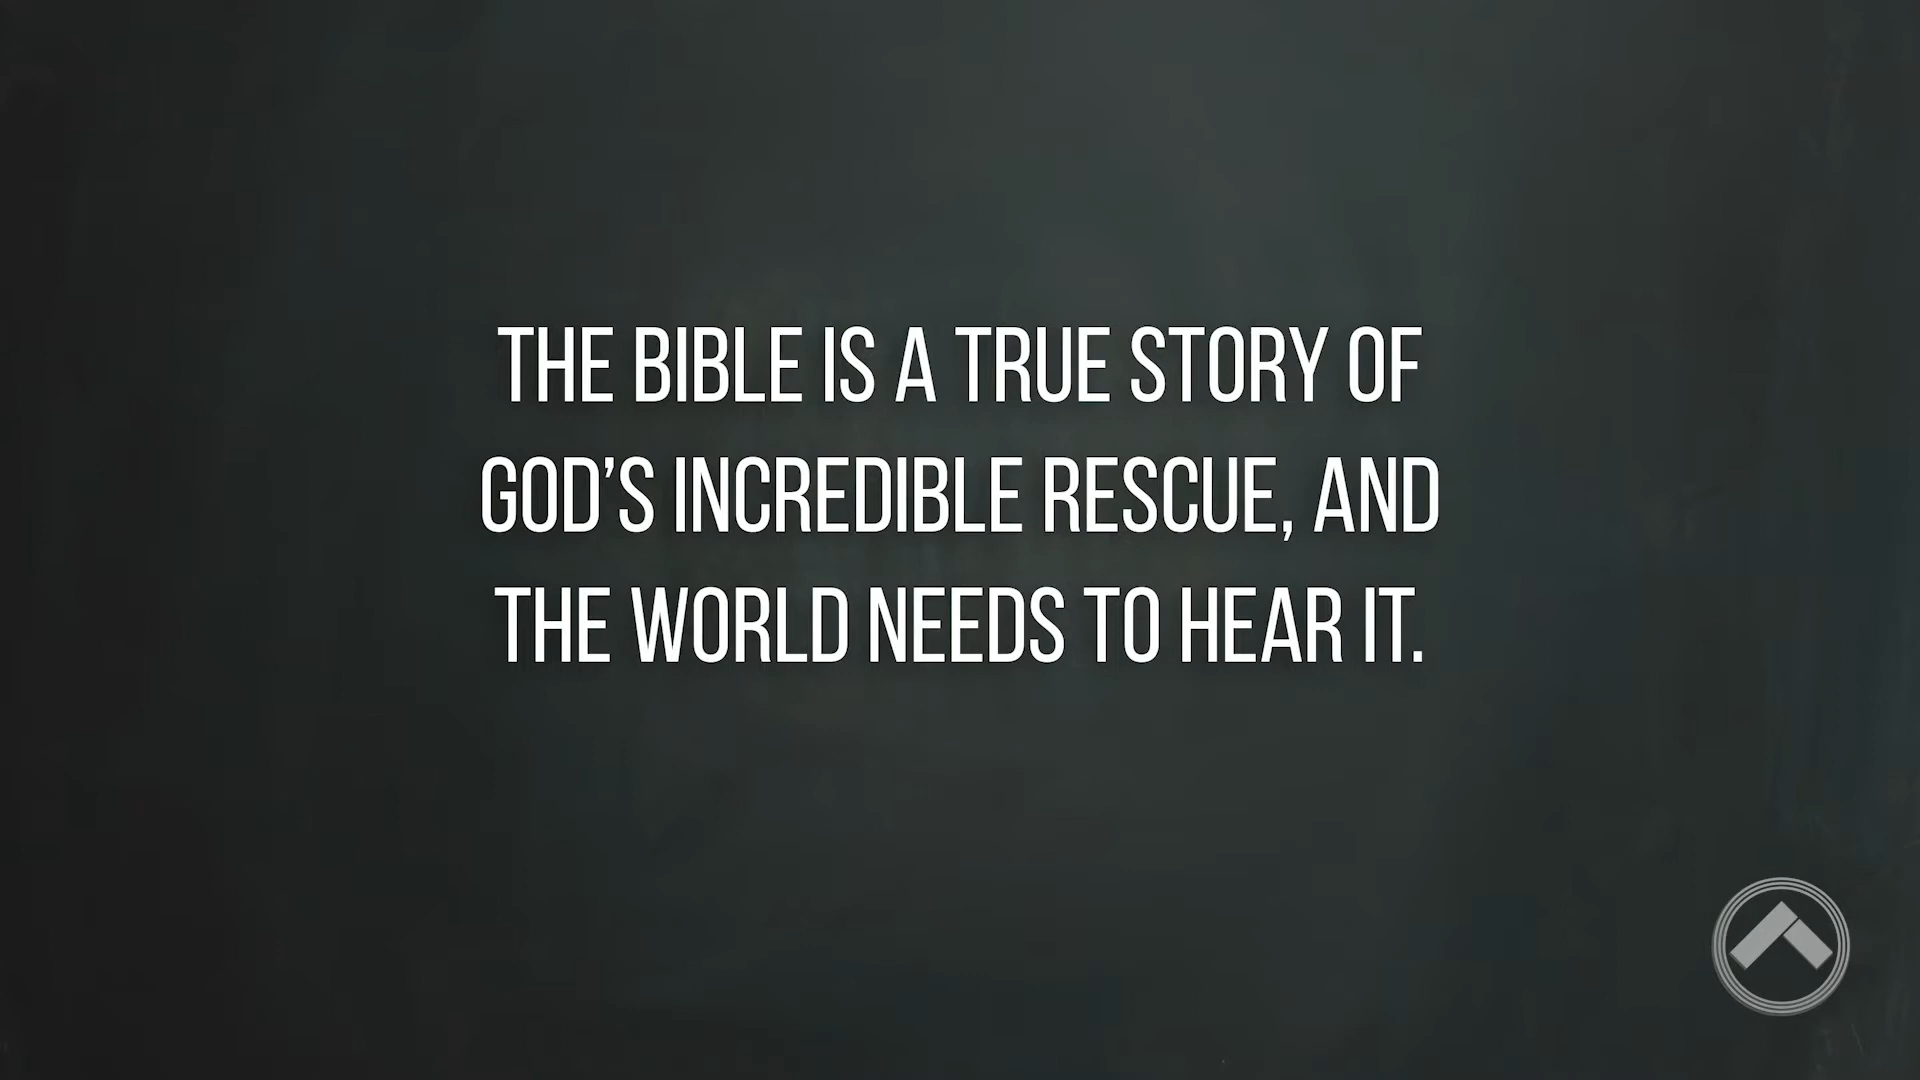 THE BIBLE IS A TRUE STORY OF
GOD’S INCREDIBLE RESCUE, AND
THE WORLD NEEDS TO HEAR IT.